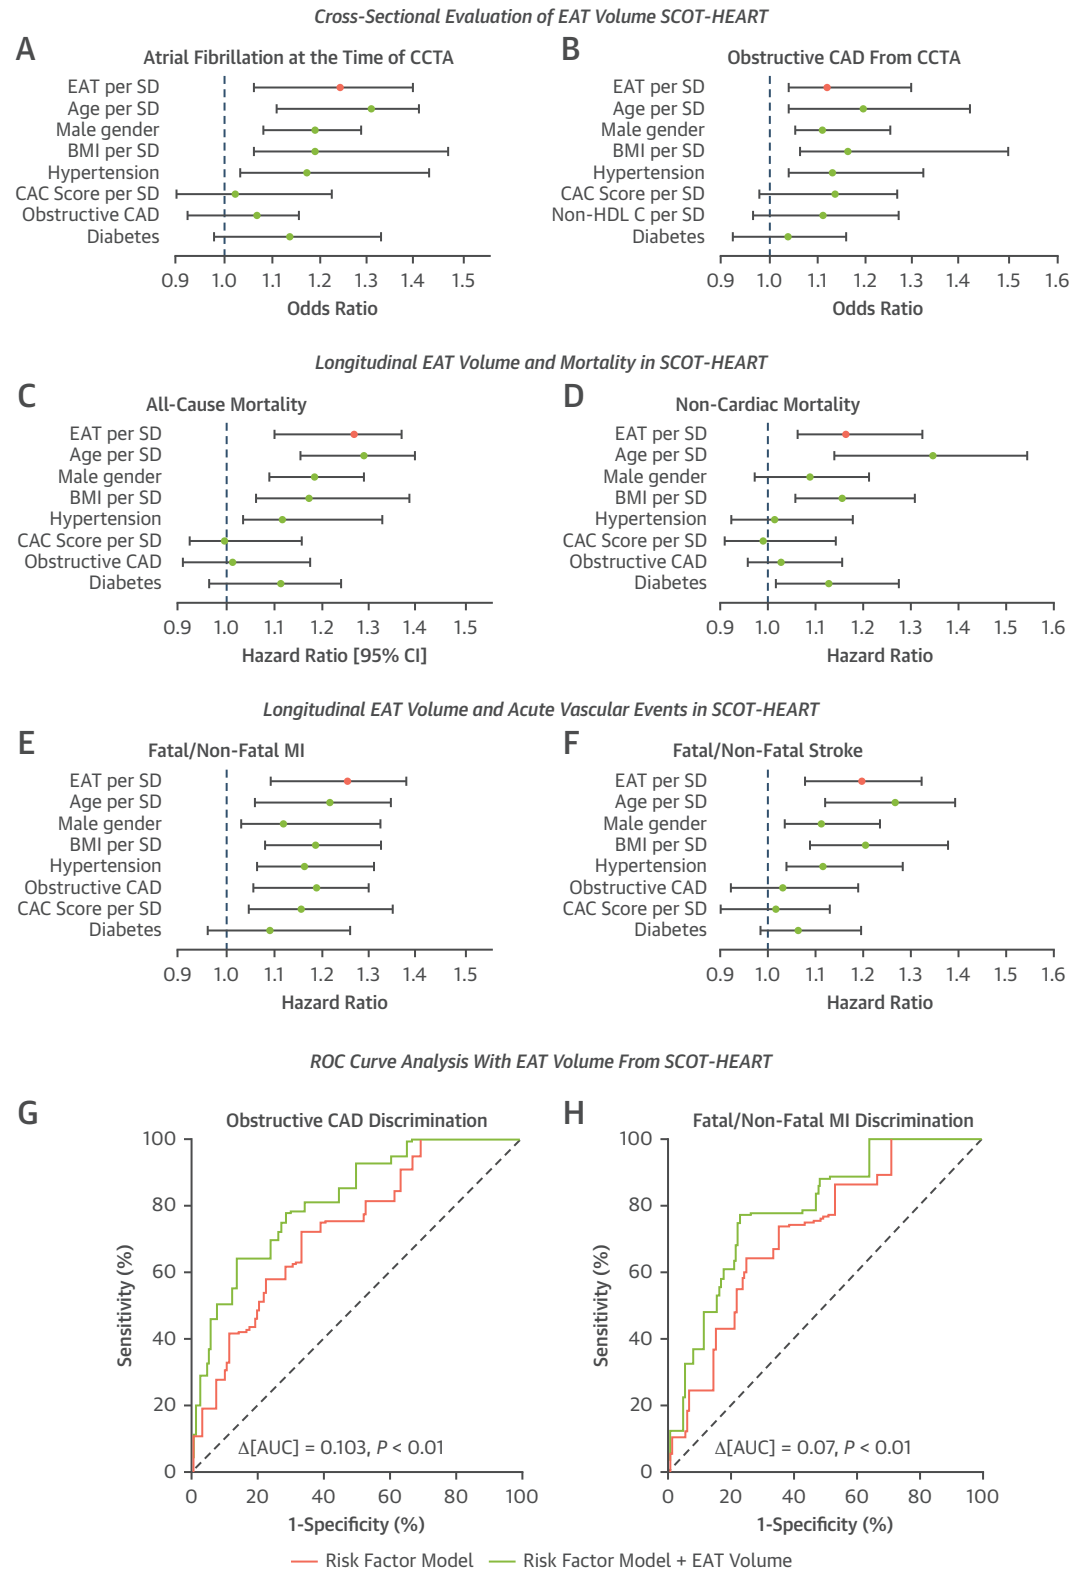 Cross-Sectional Evaluation of EAT Volume SCOT-HEART
A
Atrial Fibrillation at the Time of CCTA
EAT per SD
Age per SD
Male gender
BMI per SD
Hypertension
CAC Score per SD
Obstructive CAD
Diabetes
0.9 1.0 1.1 1.2 1.3 1.4 1.5
Odds Ratio
B
Obstructive CAD From CCTA
EAT per SD
Age per SD
Male gender
BMI per SD
Hypertension
CAC Score per SD
Non-HDL C per SD
Diabetes
0.9 1.0 1.1 1.2 1.3 1.4 1.5 1.6
Odds Ratio
Longitudinal EAT Volume and Mortality in SCOT-HEART
C
All-Cause Mortality
EAT per SD
Age per SD
Male gender
BMI per SD
Hypertension
CAC Score per SD
Obstructive CAD
Diabetes
0.9 1.0 1.1 1.2 1.3 1.4 1.5
Hazard Ratio [95% CI]
D
Non-Cardiac Mortality
EAT per SD
Age per SD
Male gender
BMI per SD
Hypertension
CAC Score per SD
Obstructive CAD
Diabetes
0.9 1.0 1.1 1.2 1.3 1.4 1.5 1.6
Hazard Ratio
Longitudinal EAT Volume and Acute Vascular Events in SCOT-HEART
E
Fatal/Non-Fatal MI
EAT per SD
Age per SD
Male gender
BMI per SD
Hypertension
Obstructive CAD
CAC Score per SD
Diabetes
0.9 1.0 1.1 1.2 1.3 1.4 1.5
Hazard Ratio
F
Fatal/Non-Fatal Stroke
EAT per SD
Age per SD
Male gender
BMI per SD
Hypertension
Obstructive CAD
CAC Score per SD
Diabetes
0.9 1.0 1.1 1.2 1.3 1.4 1.5 1.6
Hazard Ratio
ROC Curve Analysis With EAT Volume From SCOT-HEART
G
Obstructive CAD Discrimination
Sensitivity (%)
100
80
60
40
20
0
Δ[AUC] = 0.103, P < 0.01
0 20 40 60 80 100
1-Specificity (%)
H
Fatal/Non-Fatal MI Discrimination
Sensitivity (%)
100
80
60
40
20
0
Δ[AUC] = 0.07, P < 0.01
0 20 40 60 80 100
1-Specificity (%)
Risk Factor Model
Risk Factor Model + EAT Volume